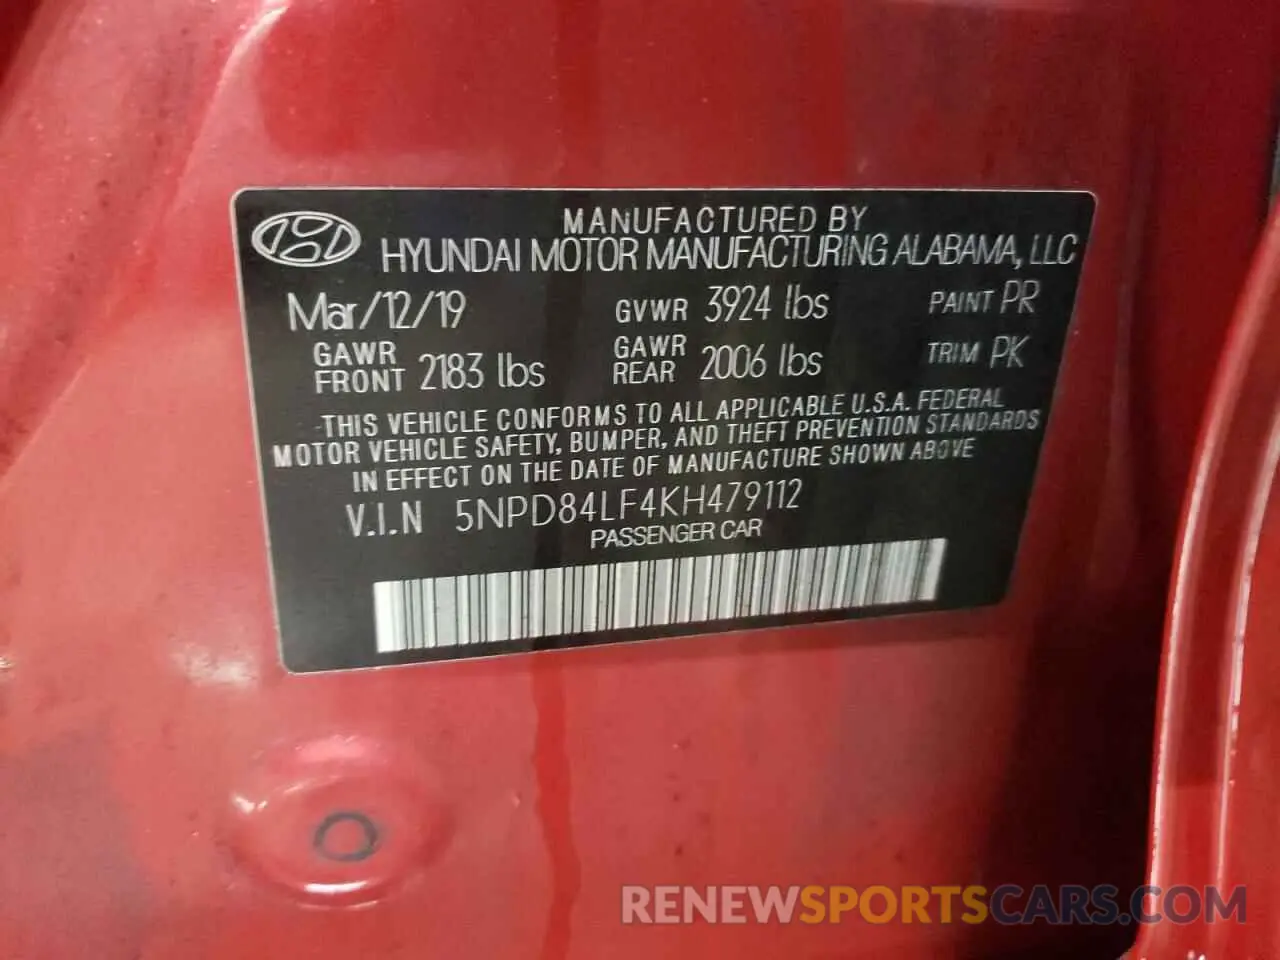 MANUFACTURED BY
HYUNDAI MOTOR MANUFACTURING ALABAMA, LLC
Mar/12/19 GVWR 3924 lbs PAINT PR
GAWR FRONT 2183 lbs GAWR REAR 2006 lbs TRIM PK
THIS VEHICLE CONFORMS TO ALL APPLICABLE U.S.A. FEDERAL
MOTOR VEHICLE SAFETY, BUMPER, AND THEFT PREVENTION STANDARDS
IN EFFECT ON THE DATE OF MANUFACTURE SHOWN ABOVE
V.I.N 5NPD84LF4KH479112
PASSENGER CAR
RENEWSPORTSCARS.COM